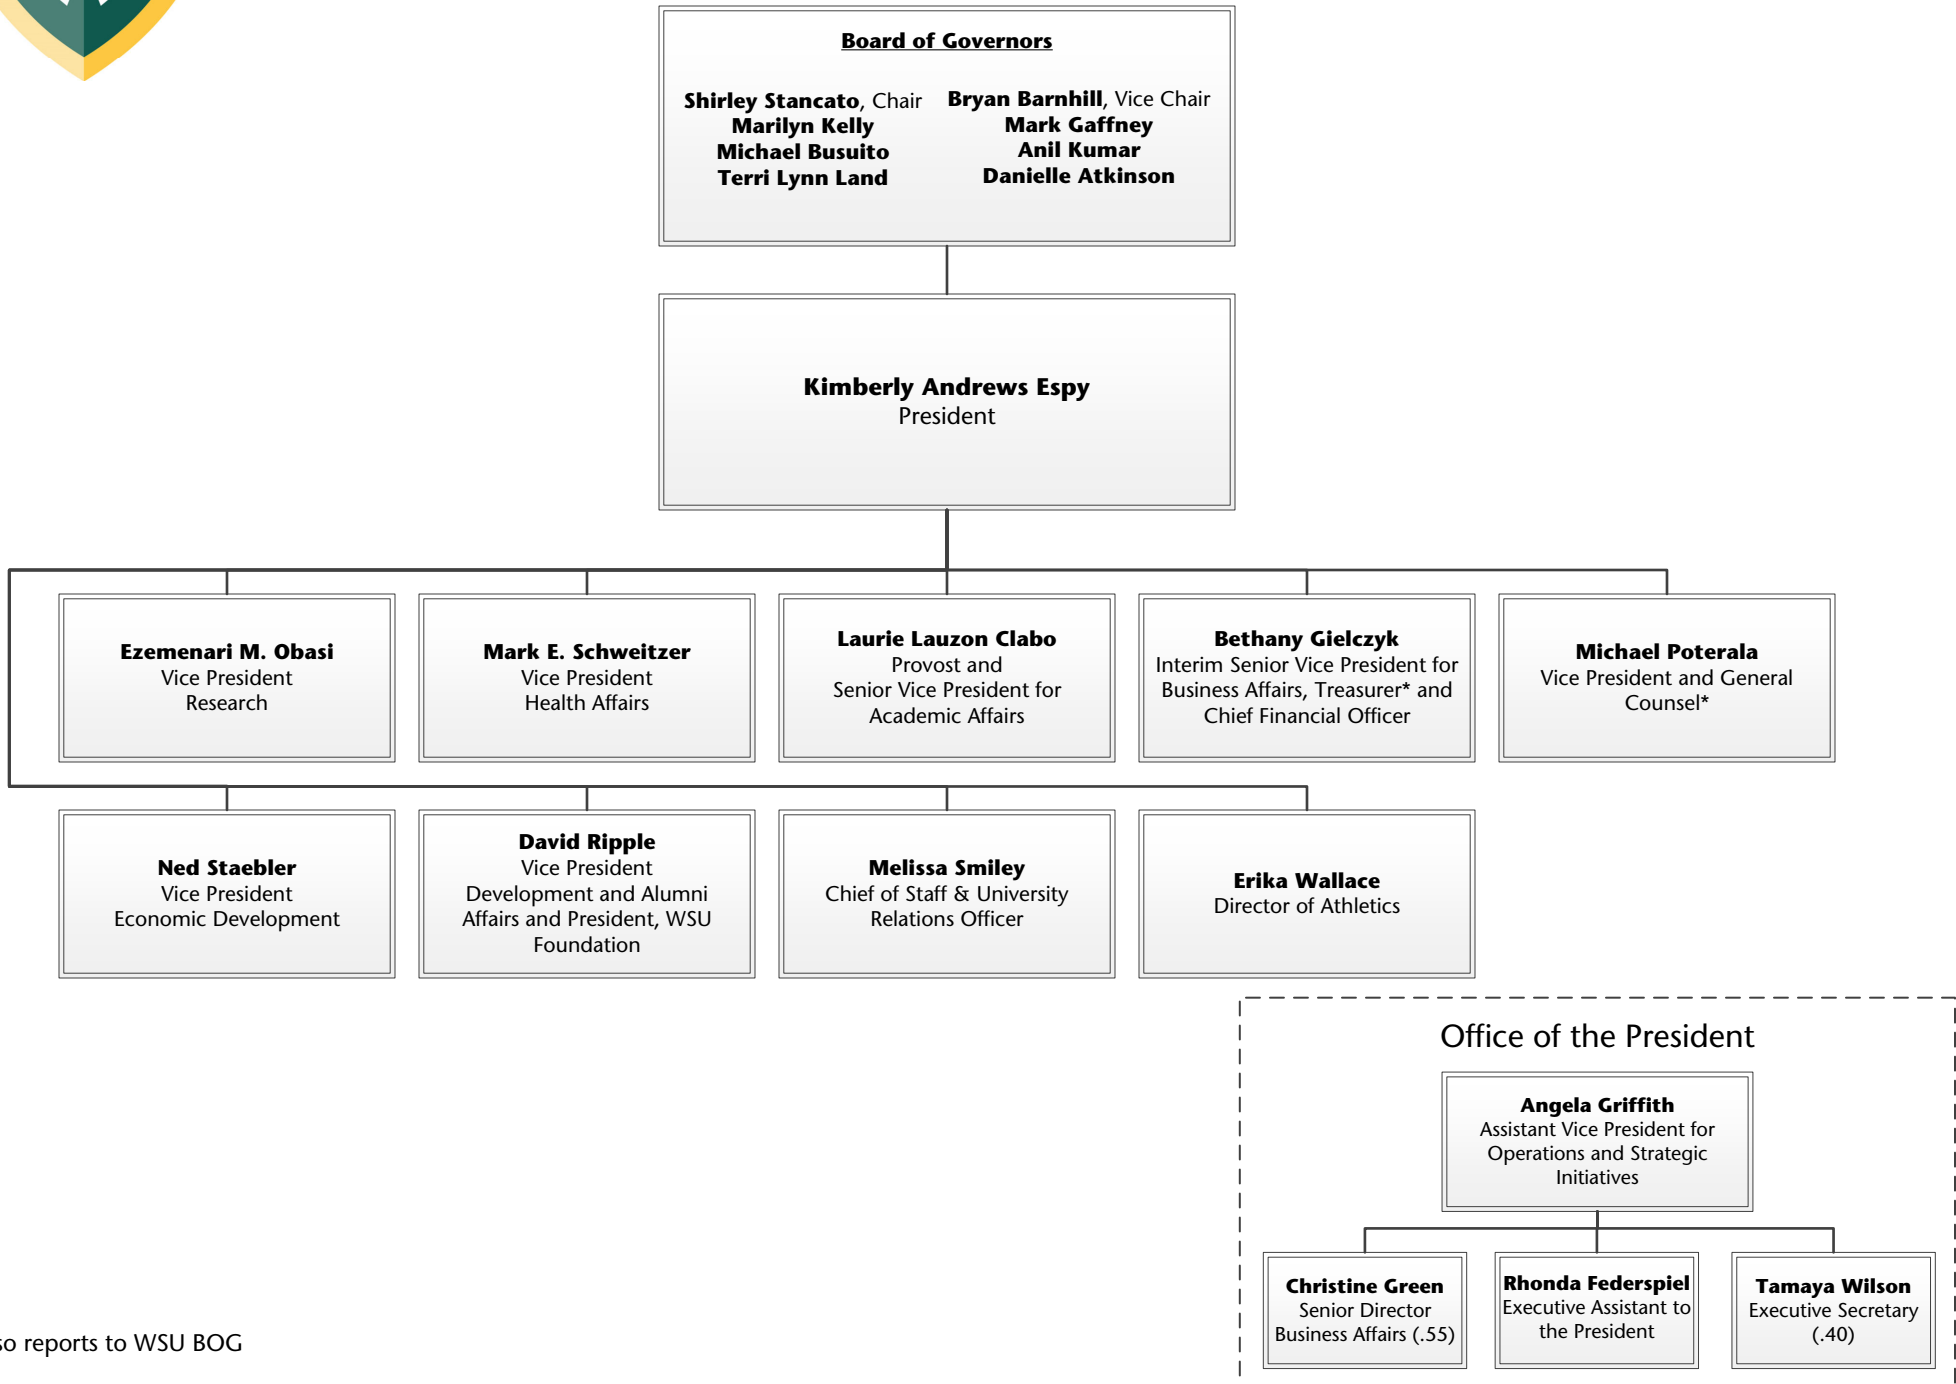 Board of Governors
Shirley Stancato, Chair
Marilyn Kelly
Michael Busuito
Terri Lynn Land
Bryan Barnhill, Vice Chair
Mark Gaffney
Anil Kumar
Danielle Atkinson
Kimberly Andrews Espy
President
Ezemenari M. Obasi
Vice President
Research
Mark E. Schweitzer
Vice President
Health Affairs
Laurie Lauzon Clabo
Provost and
Senior Vice President for
Academic Affairs
Bethany Gielczyk
Interim Senior Vice President for
Business Affairs, Treasurer* and
Chief Financial Officer
Michael Poterala
Vice President and General
Counsel*
Ned Staebler
Vice President
Economic Development
David Ripple
Vice President
Development and Alumni
Affairs and President, WSU
Foundation
Melissa Smiley
Chief of Staff & University
Relations Officer
Erika Wallace
Director of Athletics
Office of the President
Angela Griffith
Assistant Vice President for
Operations and Strategic
Initiatives
Christine Green
Senior Director
Business Affairs (.55)
Rhonda Federspiel
Executive Assistant to
the President
Tamaya Wilson
Executive Secretary
(.40)
so reports to WSU BOG